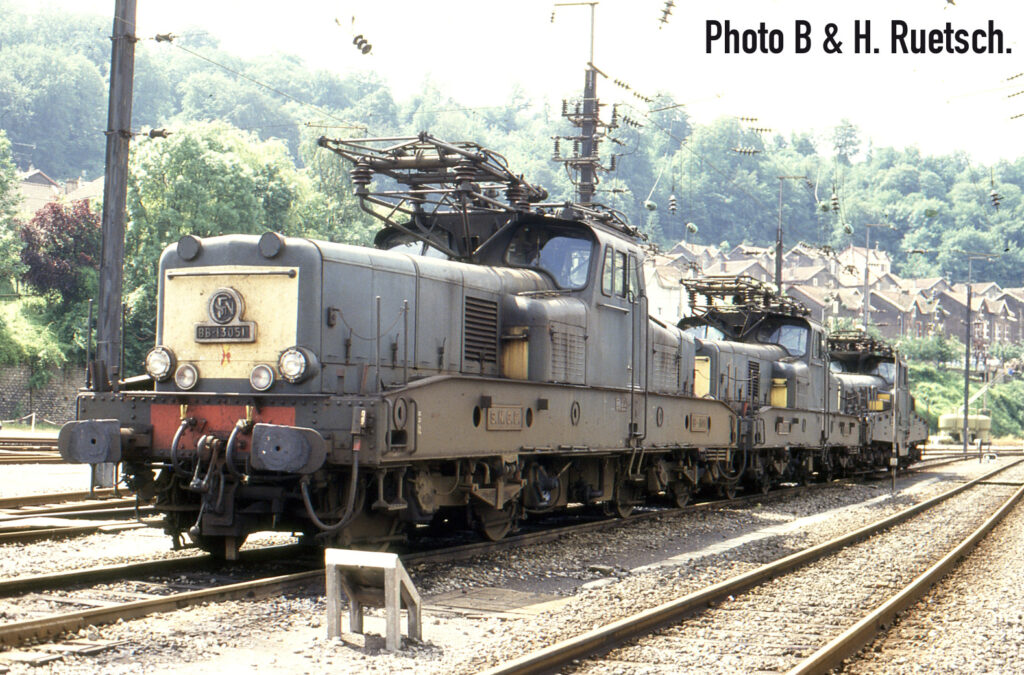 Photo B & H. Ruetsch.
SNCF
BB-13051
S.N.C.F.